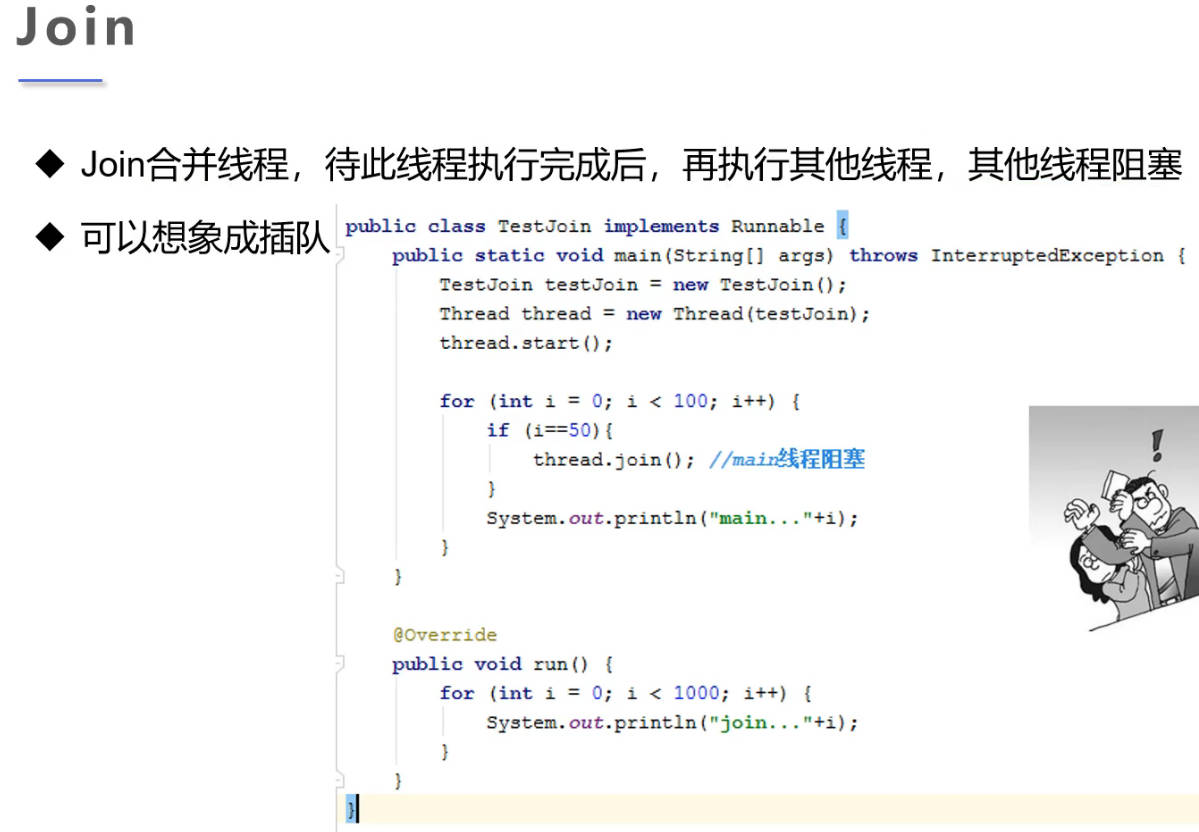 Join
◆ Join合并线程，待此线程执行完成后，再执行其他线程，其他线程阻塞
◆ 可以想象成插队
public class TestJoin implements Runnable {
    public static void main(String[] args) throws InterruptedException {
        TestJoin testJoin = new TestJoin();
        Thread thread = new Thread(testJoin);
        thread.start();
        for (int i = 0; i < 100; i++) {
            if (i==50){
                thread.join(); //main线程阻塞
            }
            System.out.println("main..."+i);
        }
    }
    @Override
    public void run() {
        for (int i = 0; i < 1000; i++) {
            System.out.println("join..."+i);
        }
    }
}
!